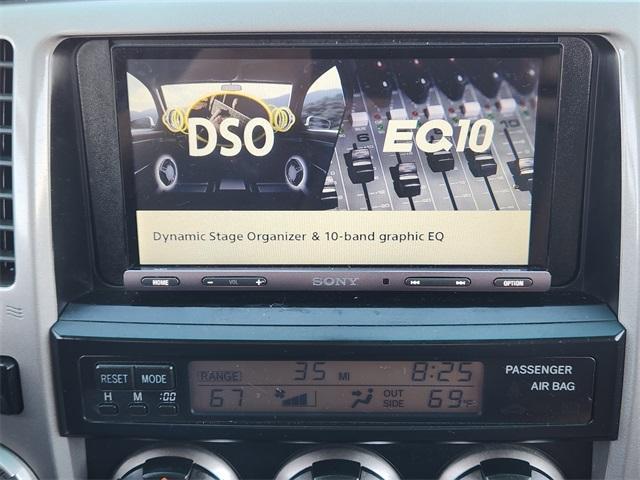 DSO EQ10
Dynamic Stage Organizer & 10-band graphic EQ
HOME - VOL + SONY OPTION
RANGE 35 MI 8:25
RESET MODE
PASSENGER
AIR BAG
H M :00
67 OUT SIDE 69°F